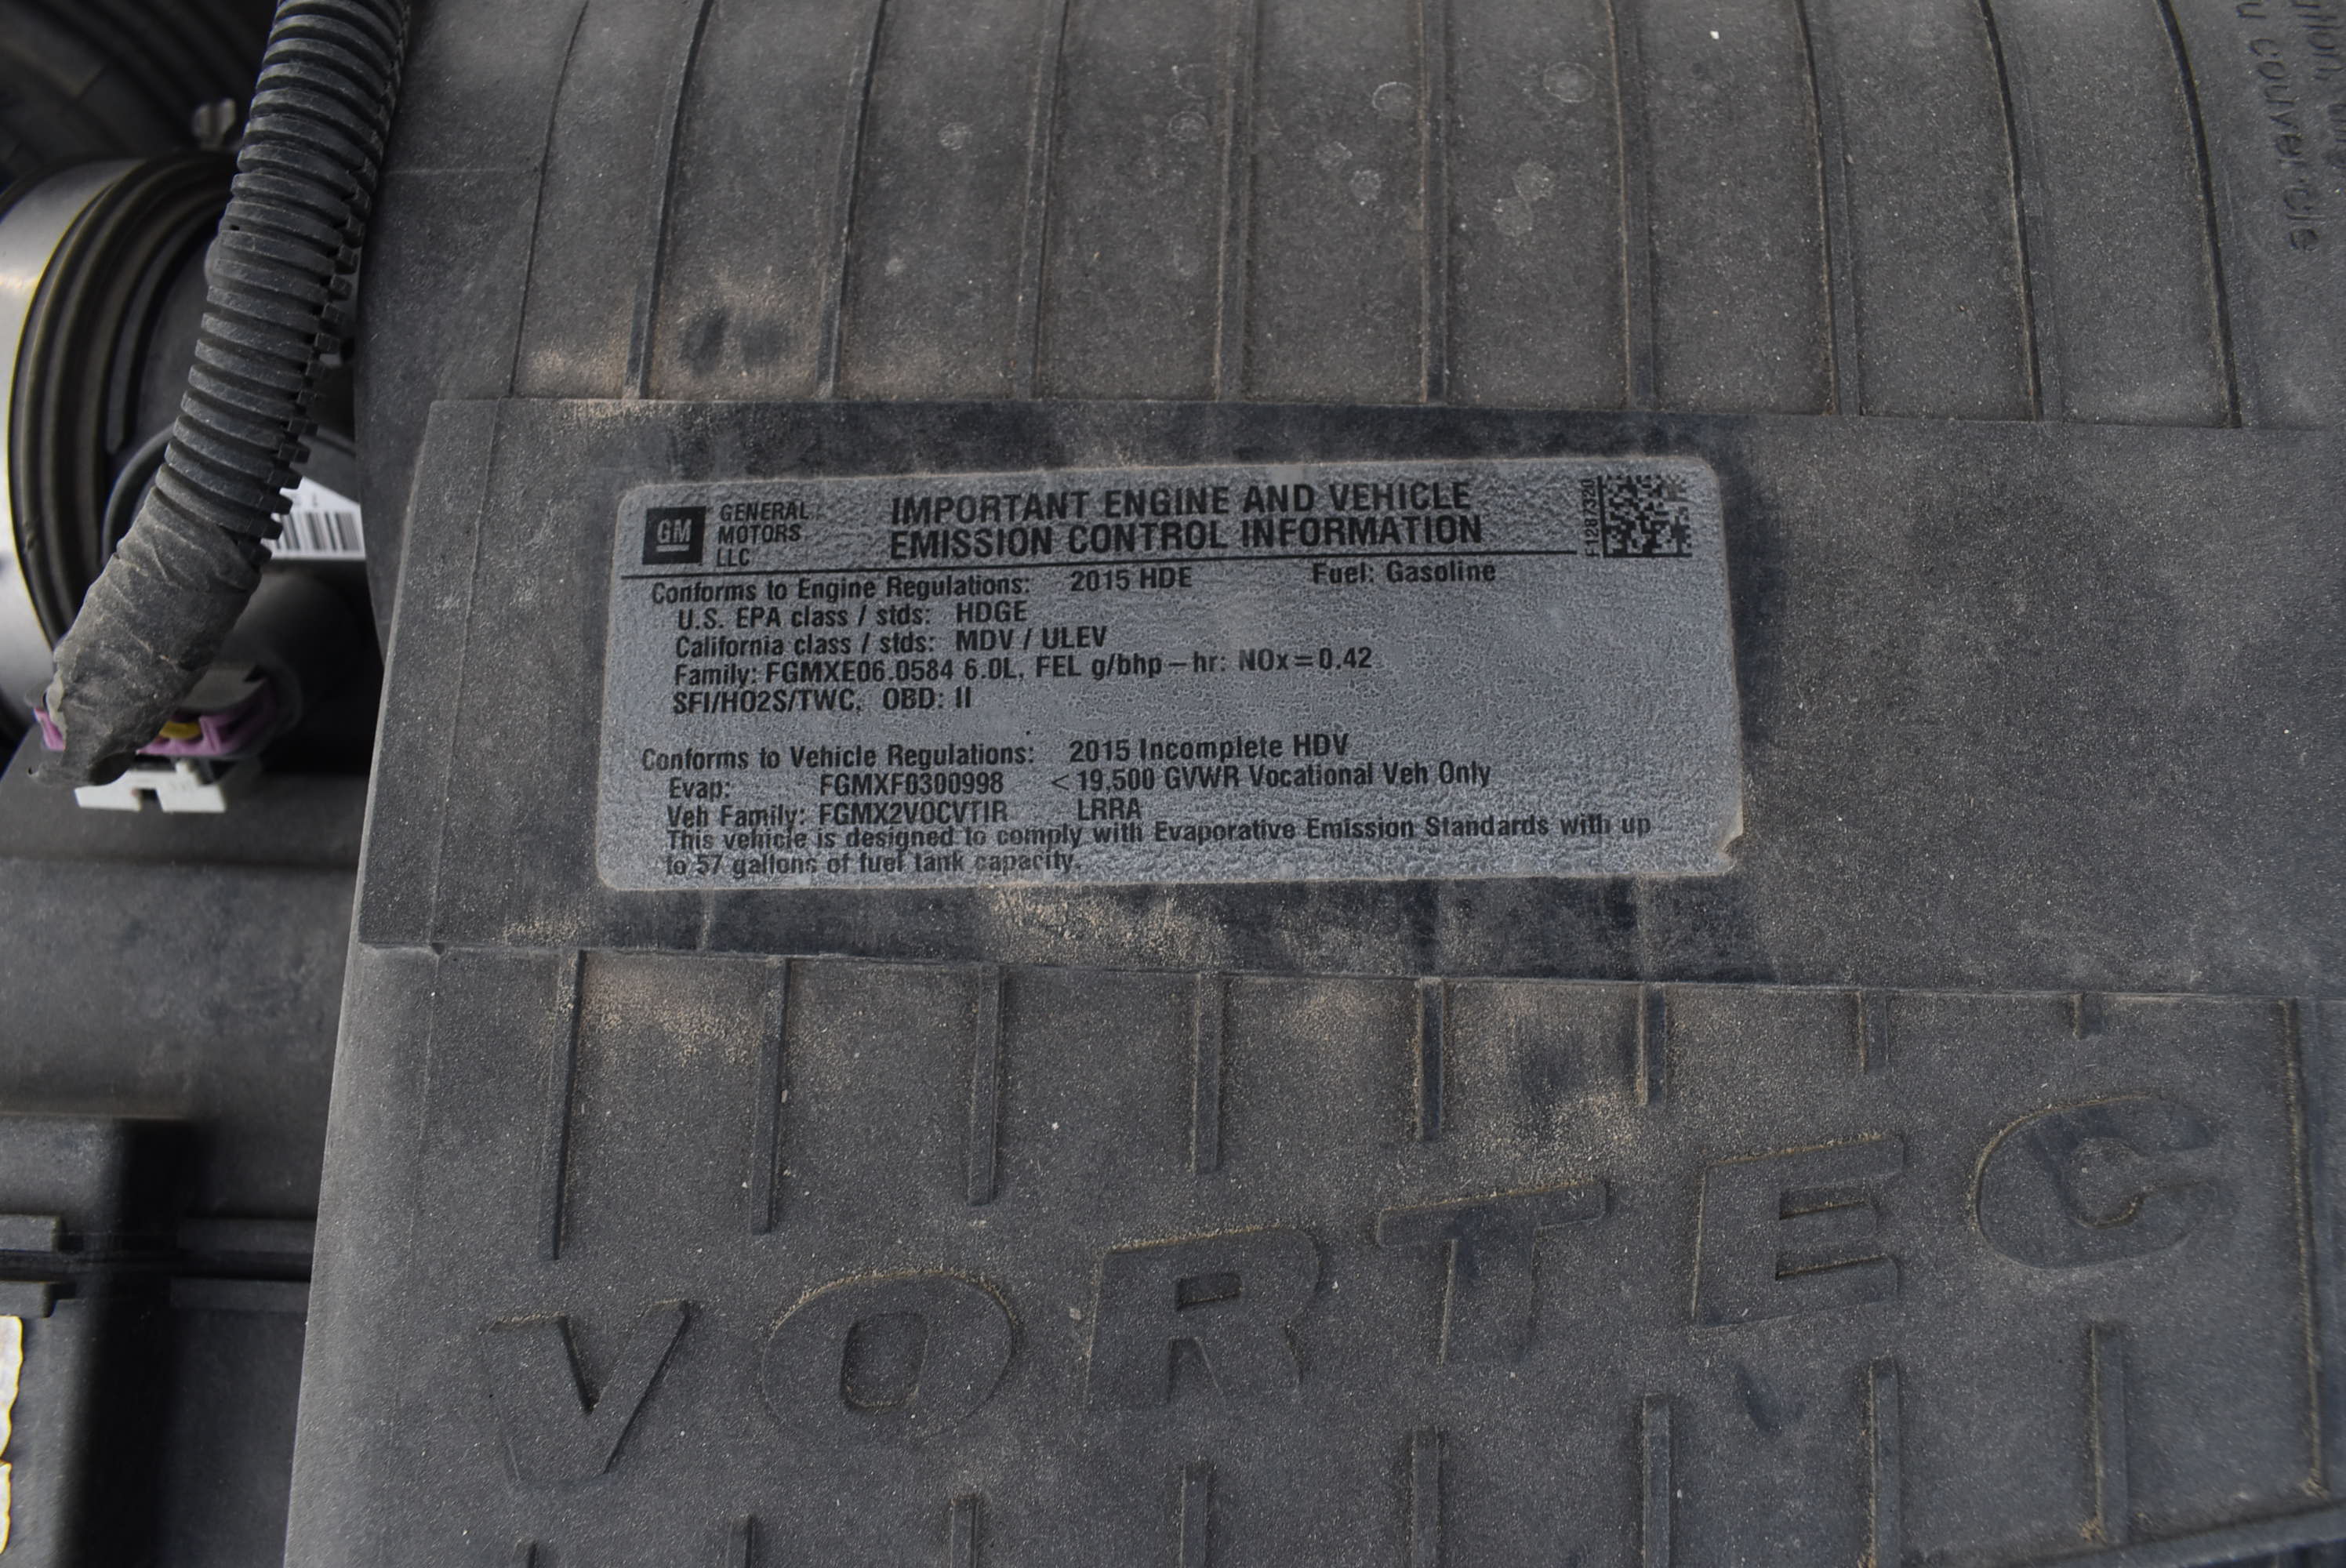 u couvercle
GM
GENERAL
MOTORS
LLC
IMPORTANT ENGINE AND VEHICLE
EMISSION CONTROL INFORMATION
F12873320
Conforms to Engine Regulations: 2015 HDE Fuel: Gasoline
U.S. EPA class / stds: HDGE
California class / stds: MDV / ULEV
Family: FGMXE06.0584 6.0L, FEL g/bhp – hr: NOx = 0.42
SFI/HO2S/TWC, OBD: II
Conforms to Vehicle Regulations: 2015 Incomplete HDV
Evap: FGMXF0300998 < 19,500 GVWR Vocational Veh Only
Veh Family: FGMX2VOCVTIR LRRA
This vehicle is designed to comply with Evaporative Emission Standards with up
to 57 gallons of fuel tank capacity.
VORTEC